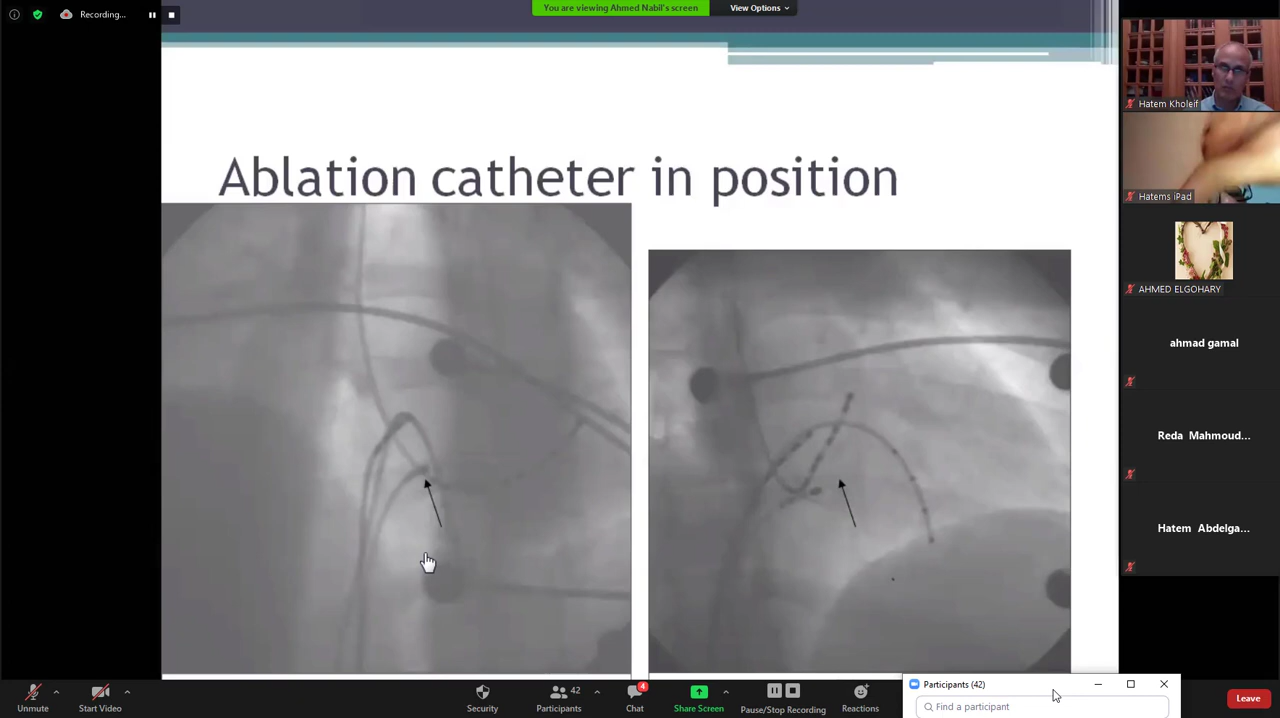 Recording...
You are viewing Ahmed Nabil's screen
View Options
Ablation catheter in position
Hatem Kholeif
Hatems iPad
AHMED ELGOHARY
ahmad gamal
Reda Mahmoud...
Hatem Abdelga...
Participants (42)
Find a participant
Unmute
Start Video
Security
42
Participants
4
Chat
Share Screen
Pause/Stop Recording
Reactions
Leave